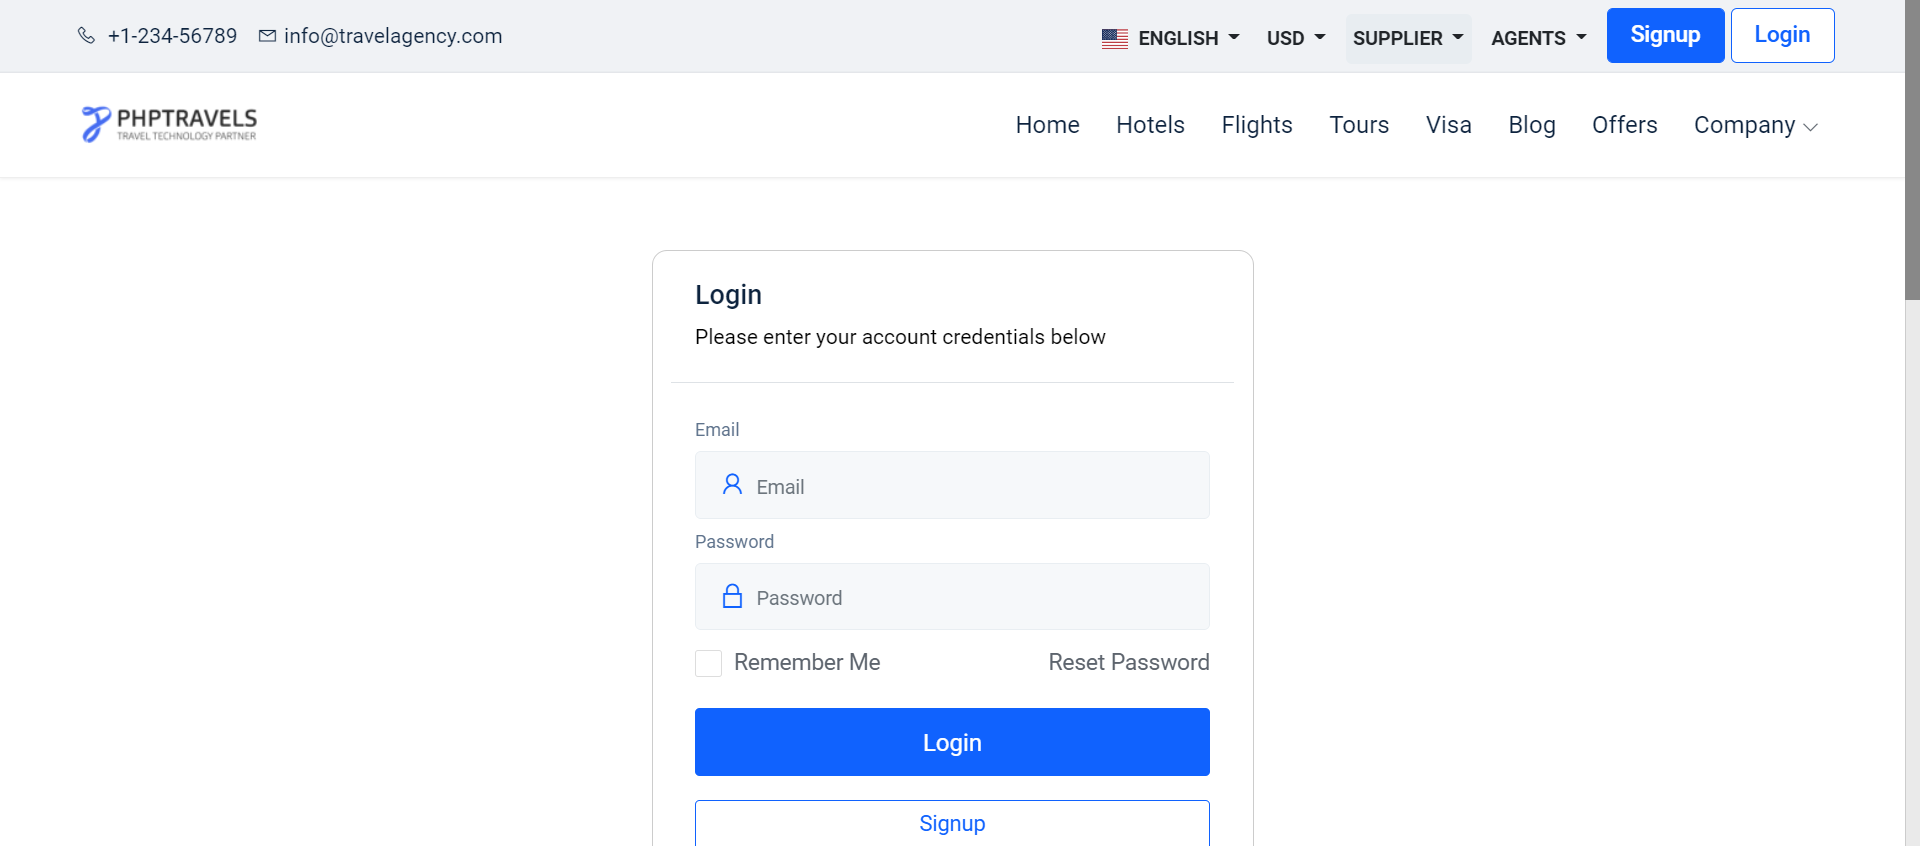 +1-234-56789 info@travelagency.com ENGLISH USD SUPPLIER AGENTS Signup Login
PHPTRAVELS
TRAVEL TECHNOLOGY PARTNER
Home Hotels Flights Tours Visa Blog Offers Company
Login
Please enter your account credentials below
Email
Email
Password
Password
Remember Me Reset Password
Login
Signup